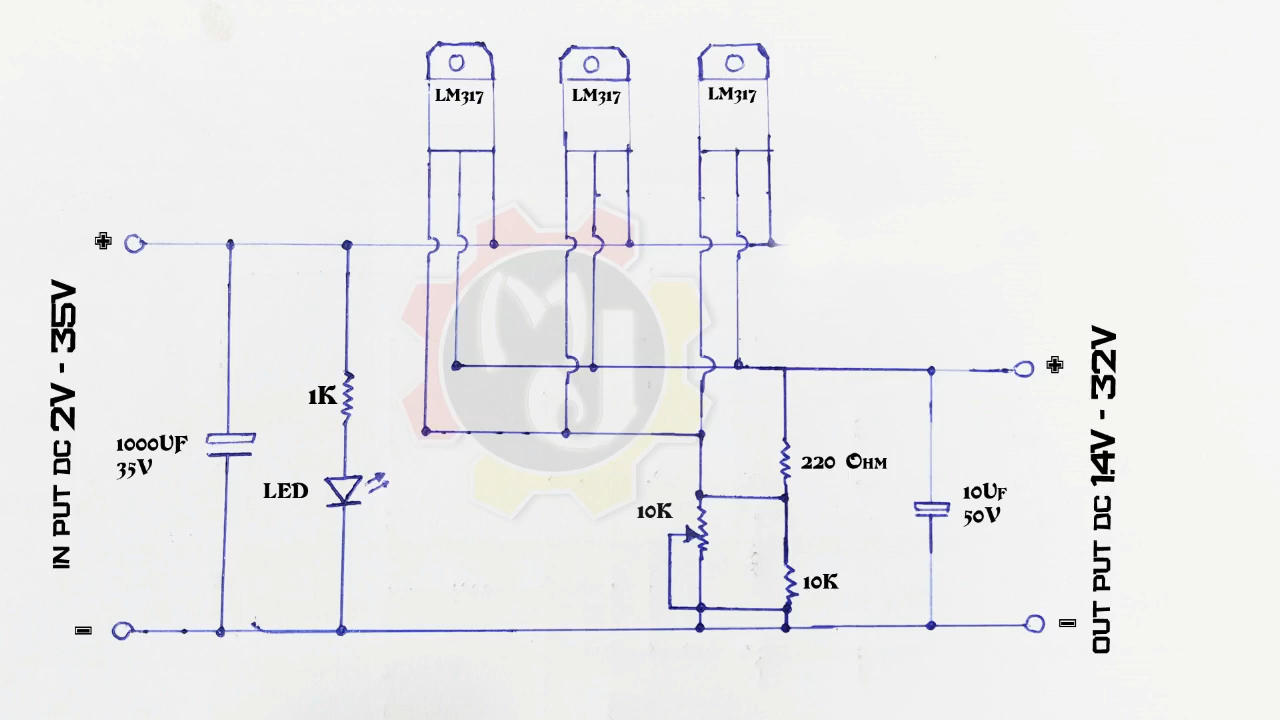 LM317
LM317
LM317
+
IN PUT DC 2V - 35V
-
1000UF
35V
1K
LED
10K
220 Ohm
10K
10UF
50V
+
OUT PUT DC 1.4V - 32V
-